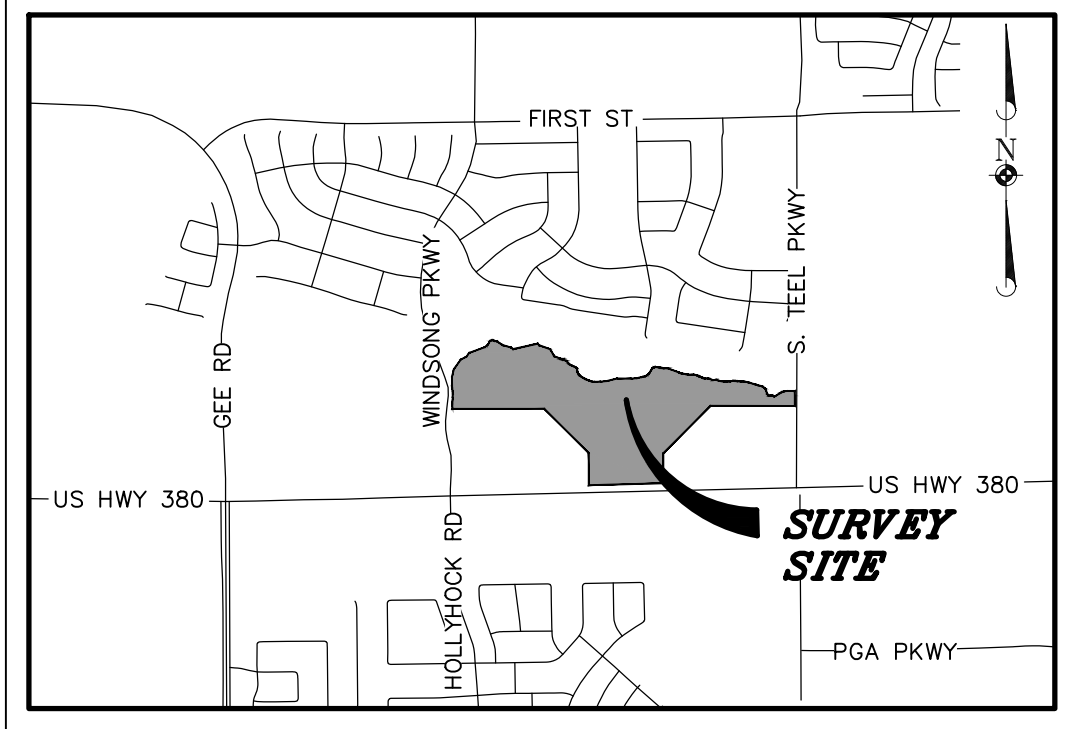 FIRST ST
N
S. TEEL PKWY
WINDSONG PKWY
GEE RD
US HWY 380
US HWY 380
SURVEY
SITE
HOLLYHOCK RD
PGA PKWY